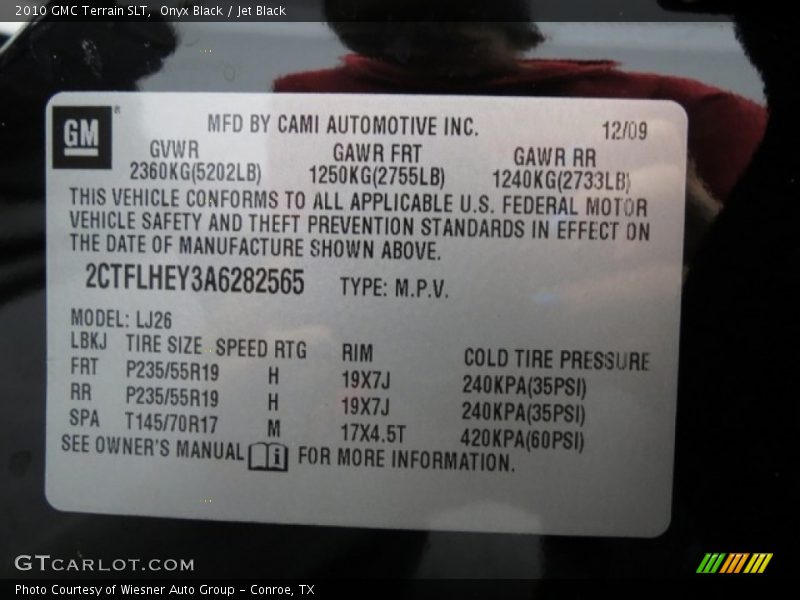 2010 GMC Terrain SLT, Onyx Black / Jet Black
GM ®
MFD BY CAMI AUTOMOTIVE INC. 12/09
GVWR GAWR FRT GAWR RR
2360KG(5202LB) 1250KG(2755LB) 1240KG(2733LB)
THIS VEHICLE CONFORMS TO ALL APPLICABLE U.S. FEDERAL MOTOR
VEHICLE SAFETY AND THEFT PREVENTION STANDARDS IN EFFECT ON
THE DATE OF MANUFACTURE SHOWN ABOVE.
2CTFLHEY3A6282565 TYPE: M.P.V.
MODEL: LJ26
LBKJ TIRE SIZE SPEED RTG RIM COLD TIRE PRESSURE
FRT P235/55R19 H 19X7J 240KPA(35PSI)
RR P235/55R19 H 19X7J 240KPA(35PSI)
SPA T145/70R17 M 17X4.5T 420KPA(60PSI)
SEE OWNER'S MANUAL i FOR MORE INFORMATION.
GTCARLOT.COM
Photo Courtesy of Wiesner Auto Group - Conroe, TX